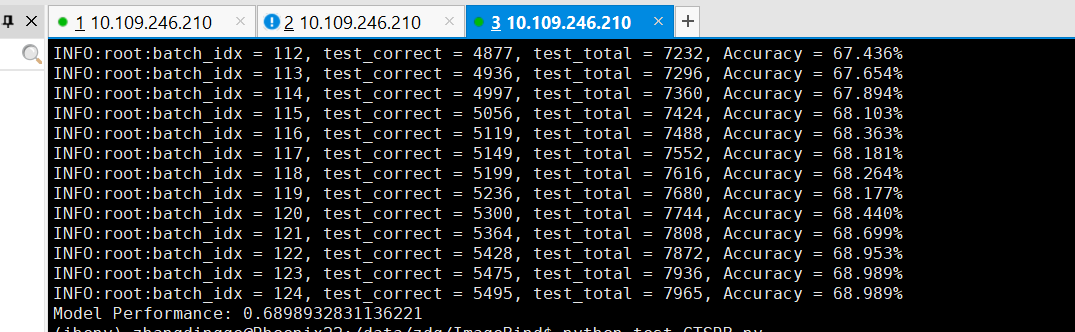 1 10.109.246.210 2 10.109.246.210 3 10.109.246.210
INFO:root:batch_idx = 112, test_correct = 4877, test_total = 7232, Accuracy = 67.436%
INFO:root:batch_idx = 113, test_correct = 4936, test_total = 7296, Accuracy = 67.654%
INFO:root:batch_idx = 114, test_correct = 4997, test_total = 7360, Accuracy = 67.894%
INFO:root:batch_idx = 115, test_correct = 5056, test_total = 7424, Accuracy = 68.103%
INFO:root:batch_idx = 116, test_correct = 5119, test_total = 7488, Accuracy = 68.363%
INFO:root:batch_idx = 117, test_correct = 5149, test_total = 7552, Accuracy = 68.181%
INFO:root:batch_idx = 118, test_correct = 5199, test_total = 7616, Accuracy = 68.264%
INFO:root:batch_idx = 119, test_correct = 5236, test_total = 7680, Accuracy = 68.177%
INFO:root:batch_idx = 120, test_correct = 5300, test_total = 7744, Accuracy = 68.440%
INFO:root:batch_idx = 121, test_correct = 5364, test_total = 7808, Accuracy = 68.699%
INFO:root:batch_idx = 122, test_correct = 5428, test_total = 7872, Accuracy = 68.953%
INFO:root:batch_idx = 123, test_correct = 5475, test_total = 7936, Accuracy = 68.989%
INFO:root:batch_idx = 124, test_correct = 5495, test_total = 7965, Accuracy = 68.989%
Model Performance: 0.6898932831136221